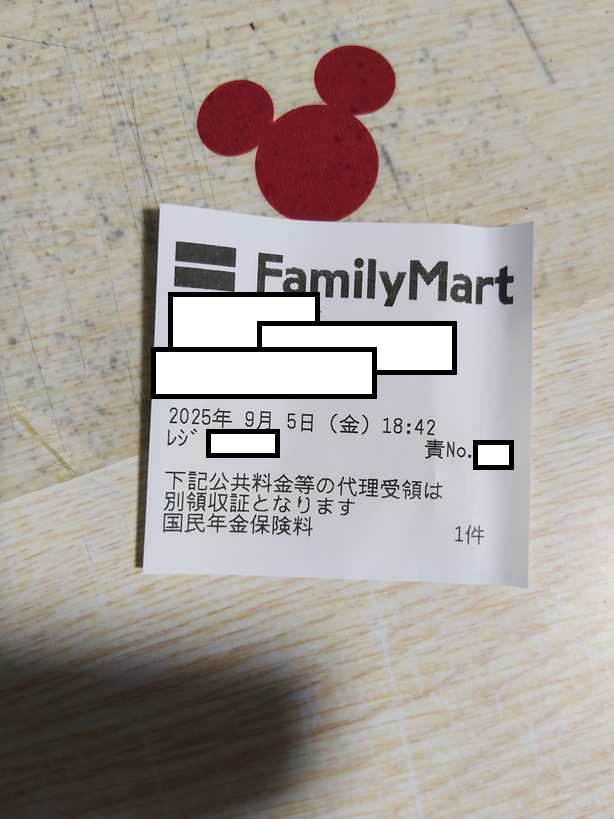 FamilyMart
2025年 9月 5日 (金) 18:42
レジ
責No.
下記公共料金等の代理受領は
別領収証となります
国民年金保険料 1件